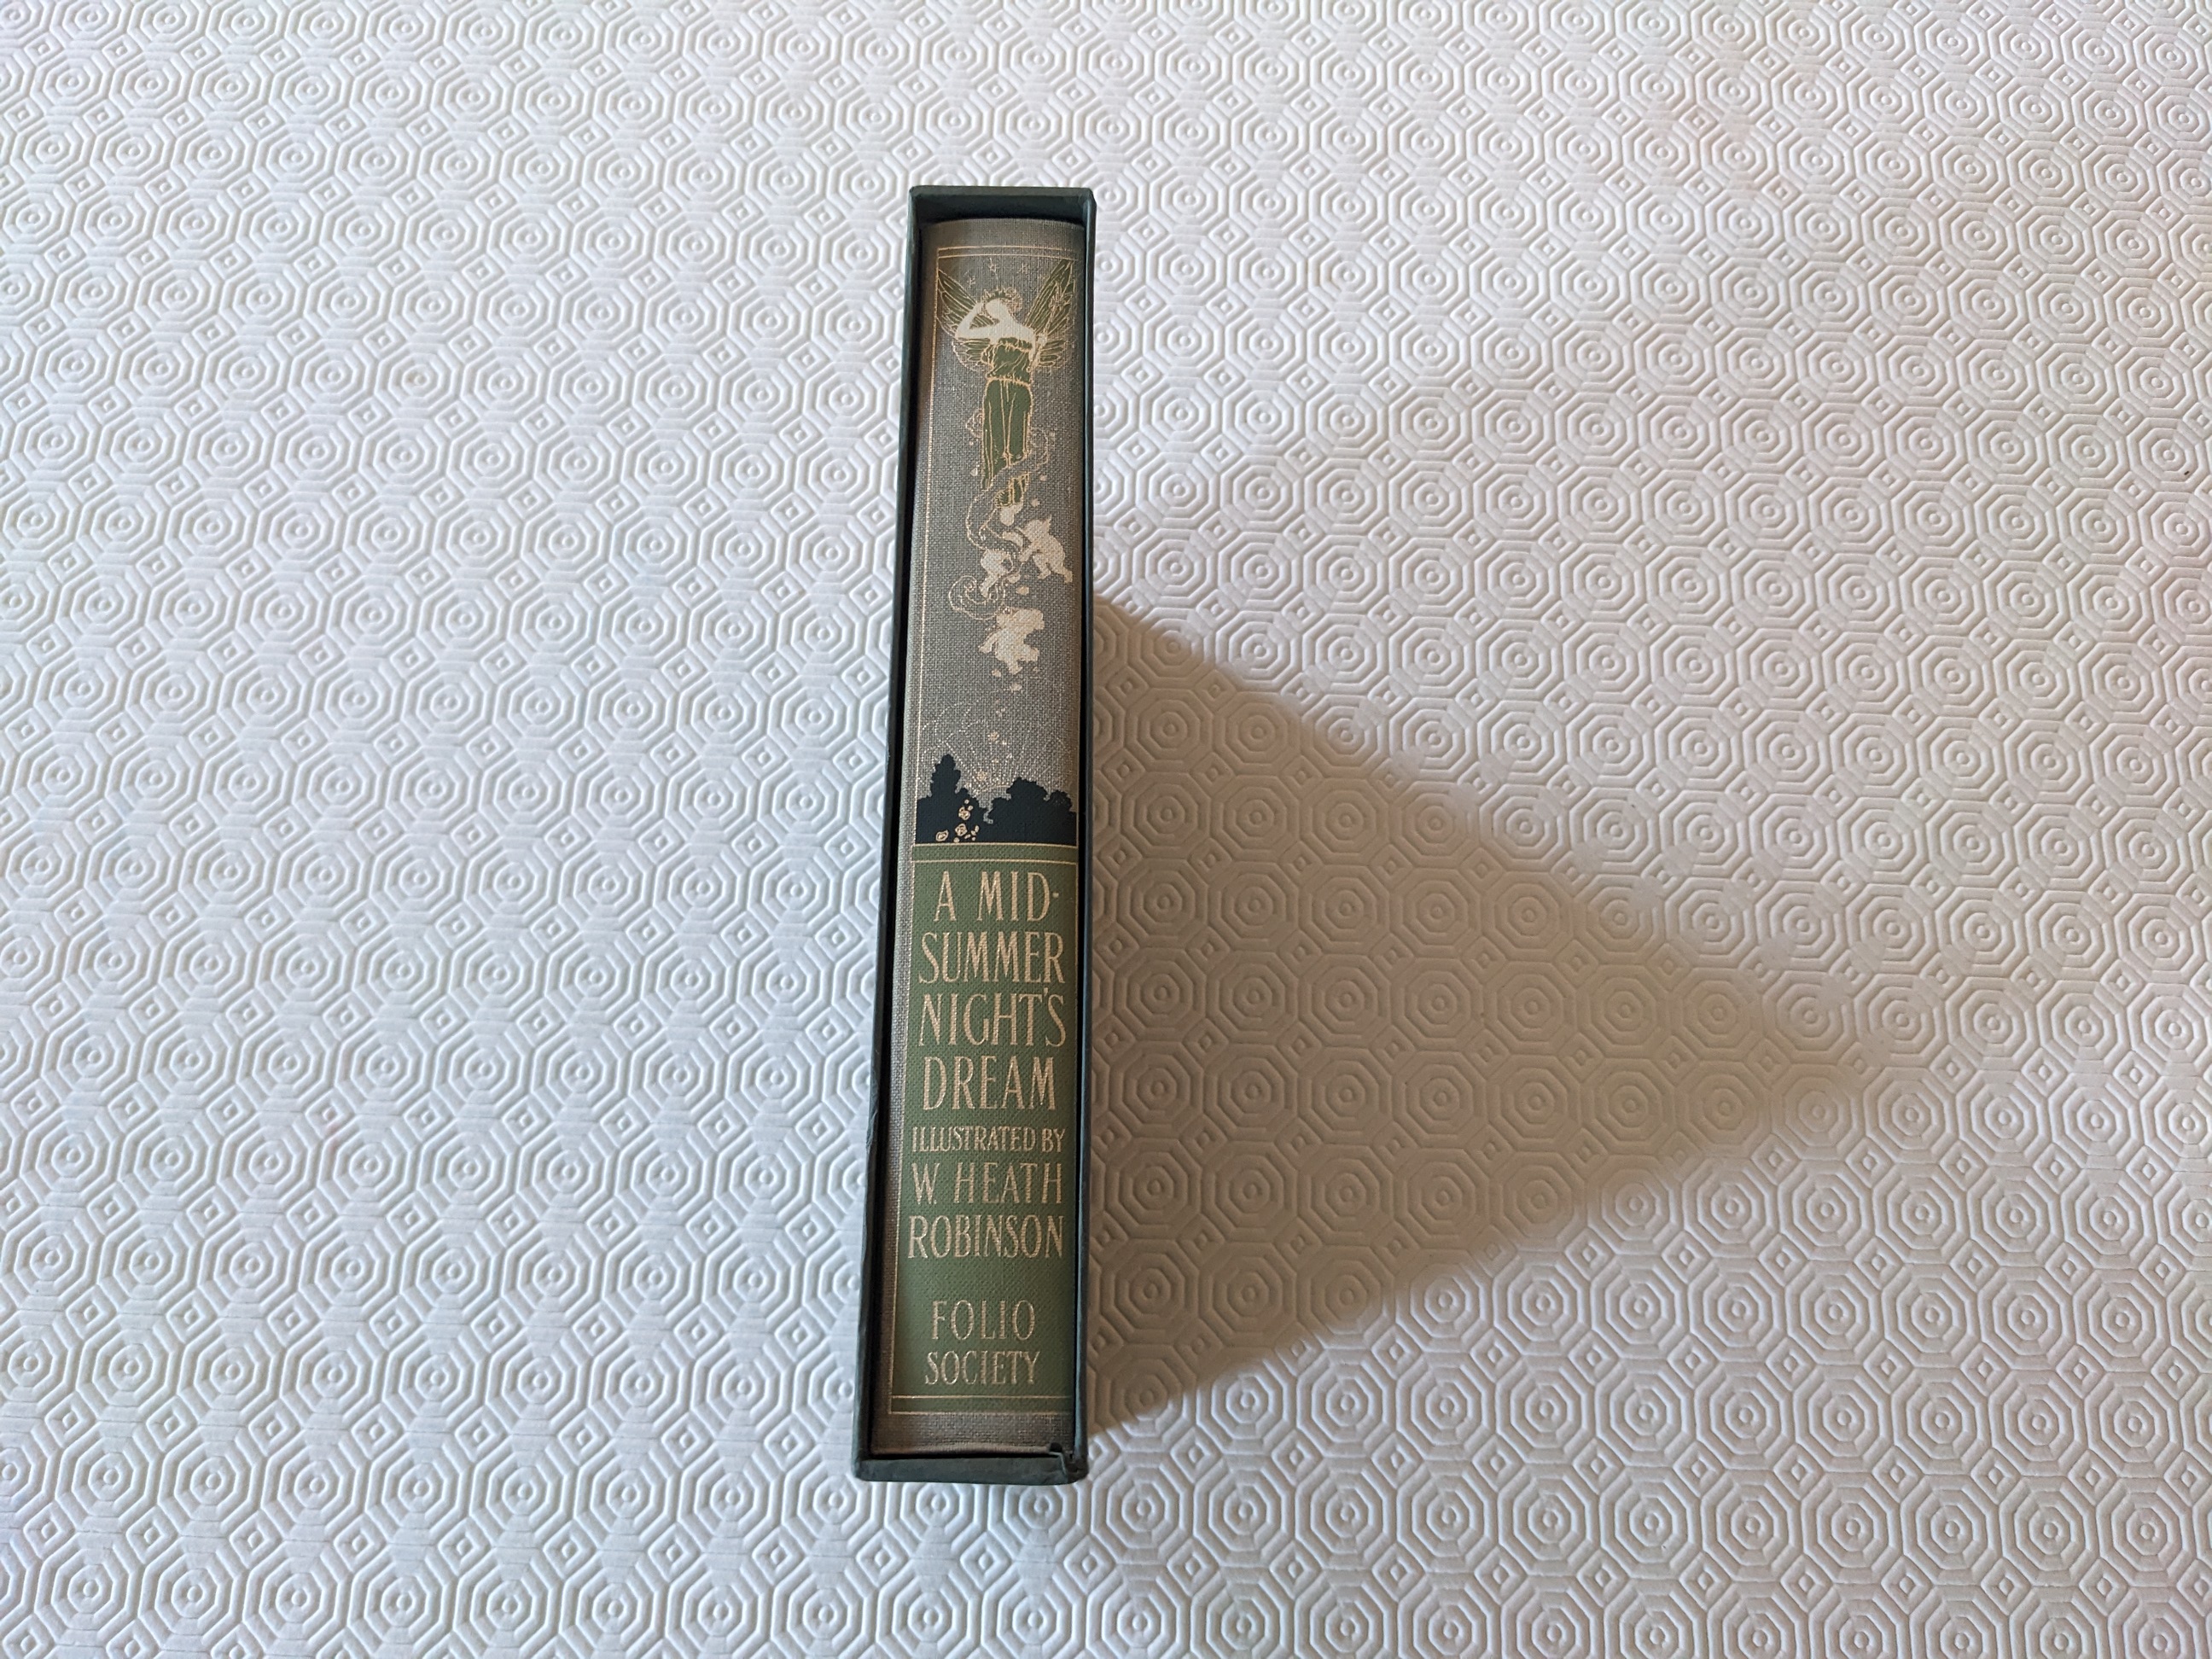 A MID-
SUMMER
NIGHT'S
DREAM
ILLUSTRATED BY
W. HEATH
ROBINSON
FOLIO
SOCIETY